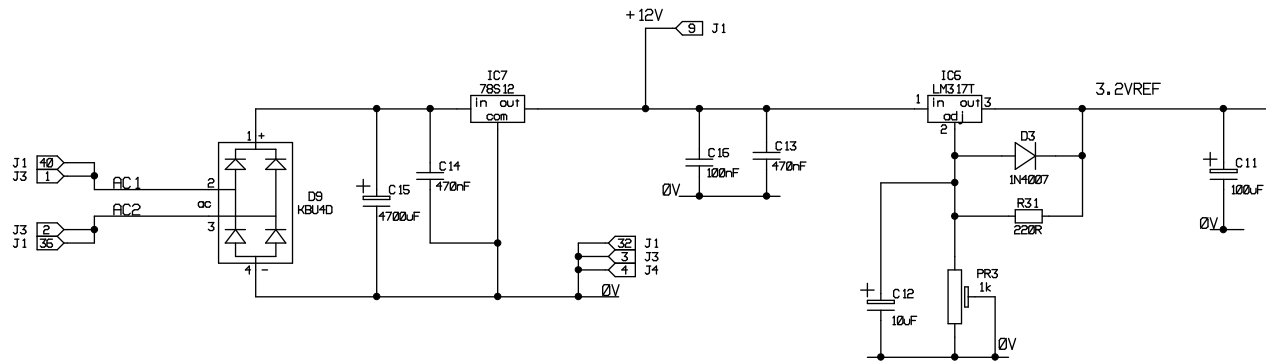 +12V
9 J1
IC7
78S12
in out
com
IC6
LM317T
1 in out 3
adj
2
3.2VREF
1 +
J1 40
J3 1
AC1
2
ac
AC2
3
J3 2
J1 36
D9
KBU4D
4 -
+
C15
4700uF
C14
470nF
C16
100nF
C13
470nF
0V
D3
1N4007
R31
220R
+
C11
100uF
0V
32 J1
3 J3
4 J4
0V
+
C12
10uF
PR3
1k
0V